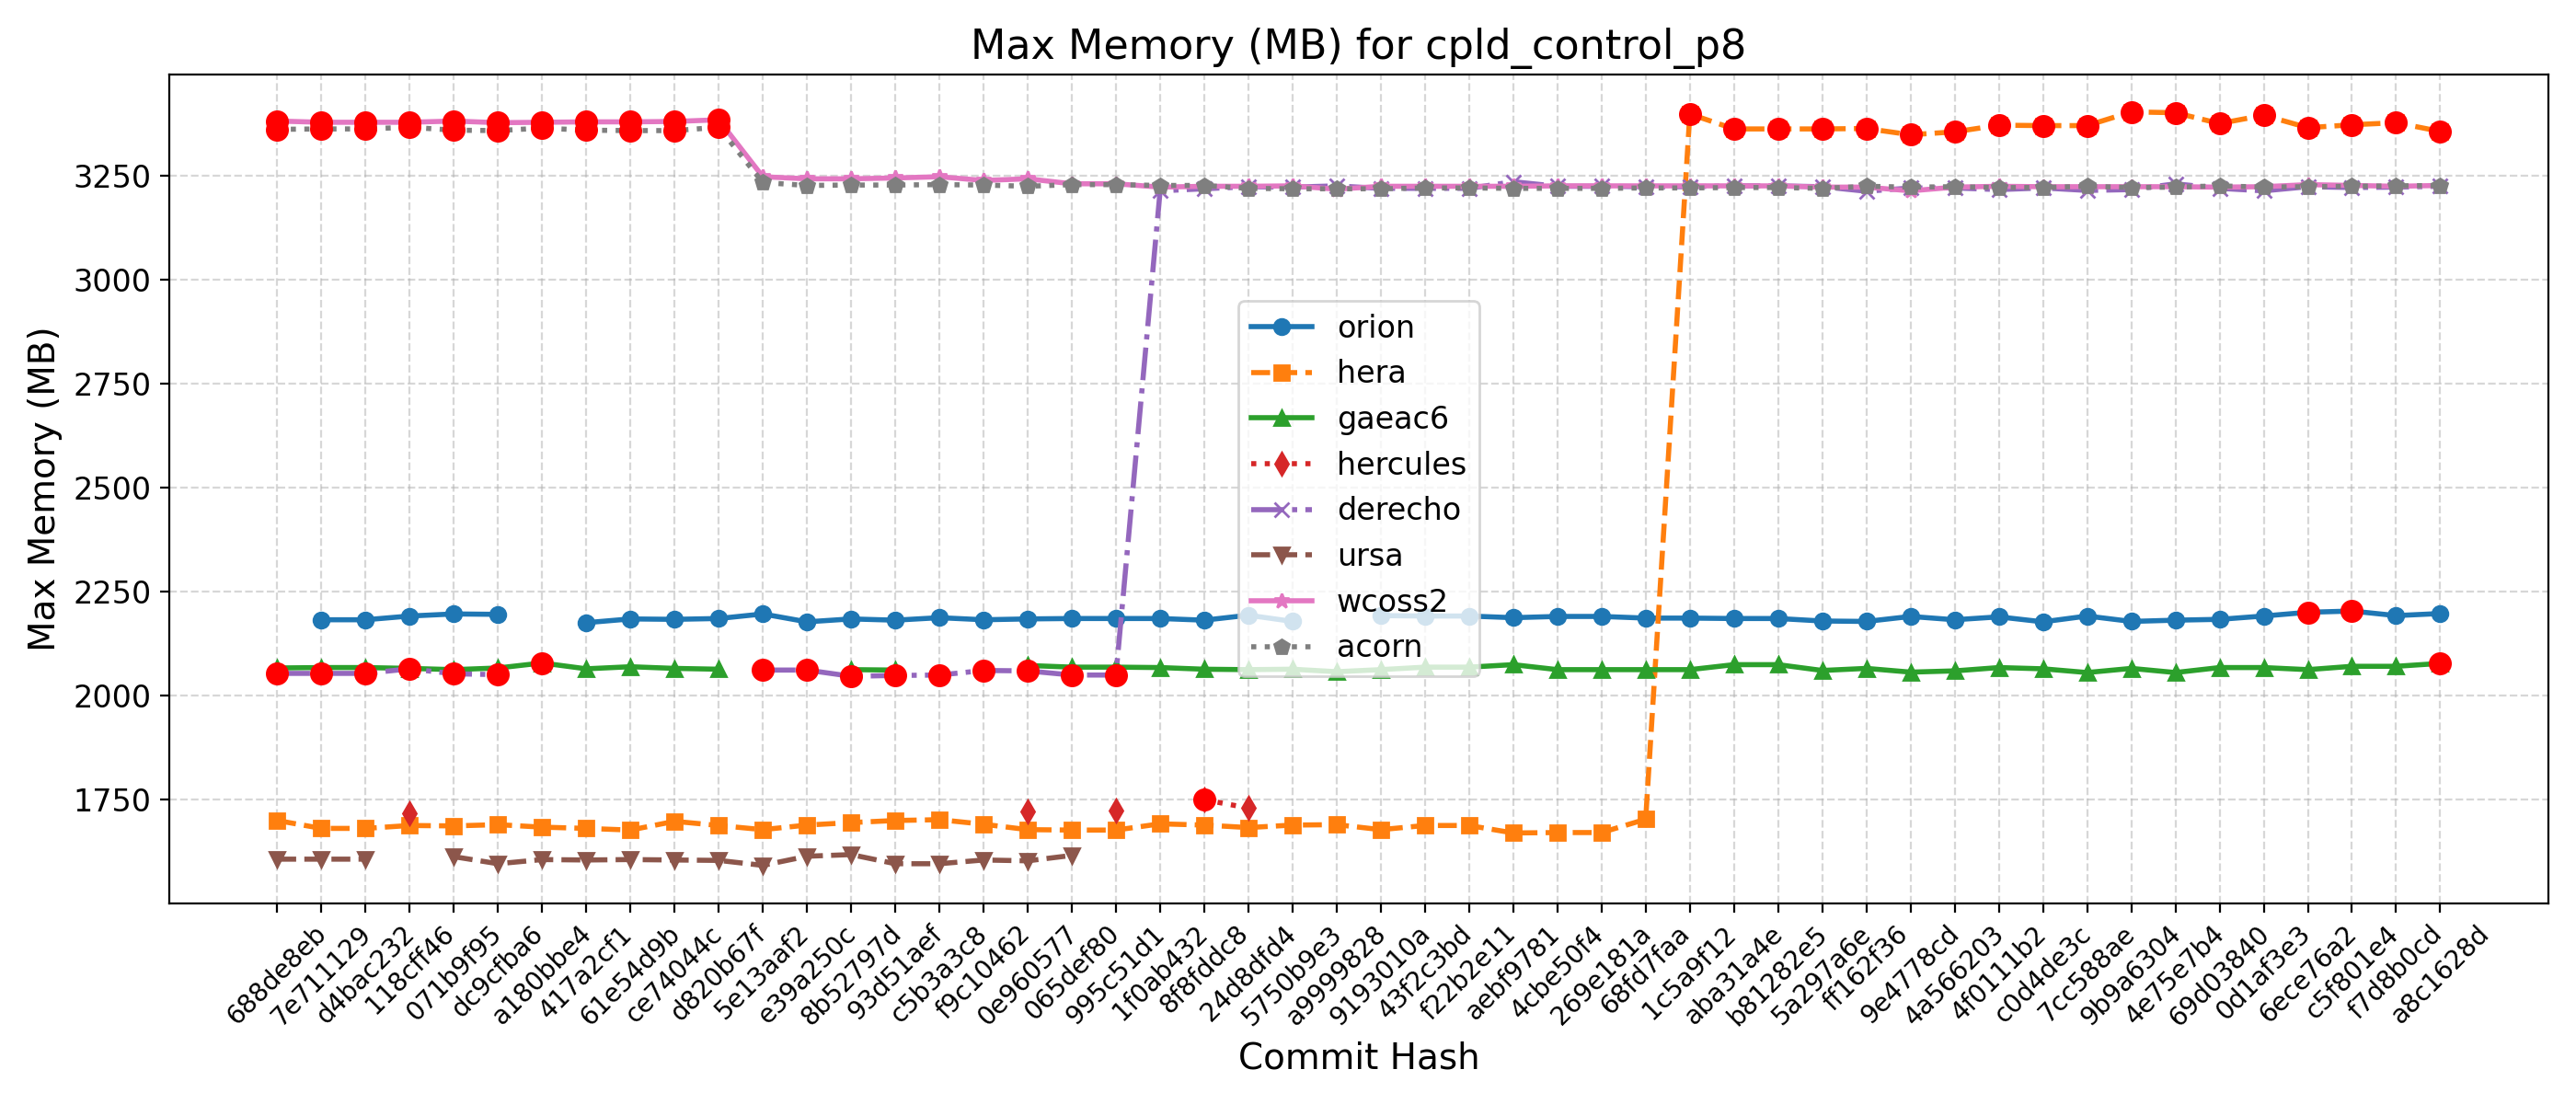 Max Memory (MB) for cpld_control_p8
Max Memory (MB)
3250
3000
2750
2500
2250
2000
1750
orion
hera
gaeac6
hercules
derecho
ursa
wcoss2
acorn
688de8eb
7e711129
d4bac232
118cff46
071b9f95
dc9cfba6
a180bbe4
417a2cf1
61e54d9b
ce74044c
d820b67f
5e13aaf2
e39a250c
8b52797d
93d51aef
c5b3a3c8
f9c10462
0e960577
065def80
995c51d1
1f0ab432
8f8fddc8
24d8dfd4
5750b9e3
a9999828
9193010a
43f2c3bd
f22b2e11
aebf9781
4cbe50f4
269e181a
68fd7faa
1c5a9f12
aba31a4e
b81282e5
5a297a6e
ff162f36
9e4778cd
4a566203
4f0111b2
c0d4de3c
7cc588ae
9b9a6304
4e75e7b4
69d03840
0d1af3e3
6ece76a2
c5f801e4
f7d8b0cd
a8c1628d
Commit Hash